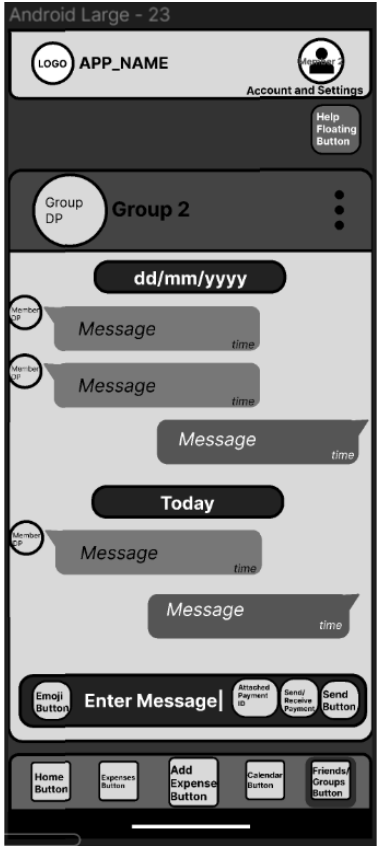 Android Large - 23
LOGO
APP_NAME
Member 2
Account and Settings
Help
Floating
Button
Group
DP
Group 2
dd/mm/yyyy
Member
DP
Message
time
Member
DP
Message
time
Message
time
Today
Member
DP
Message
time
Message
time
Emoji
Button
Enter Message|
Attached
Payment
ID
Send/
Receive
Payment
Send
Button
Home
Button
Expenses
Button
Add
Expense
Button
Calendar
Button
Friends/
Groups
Button